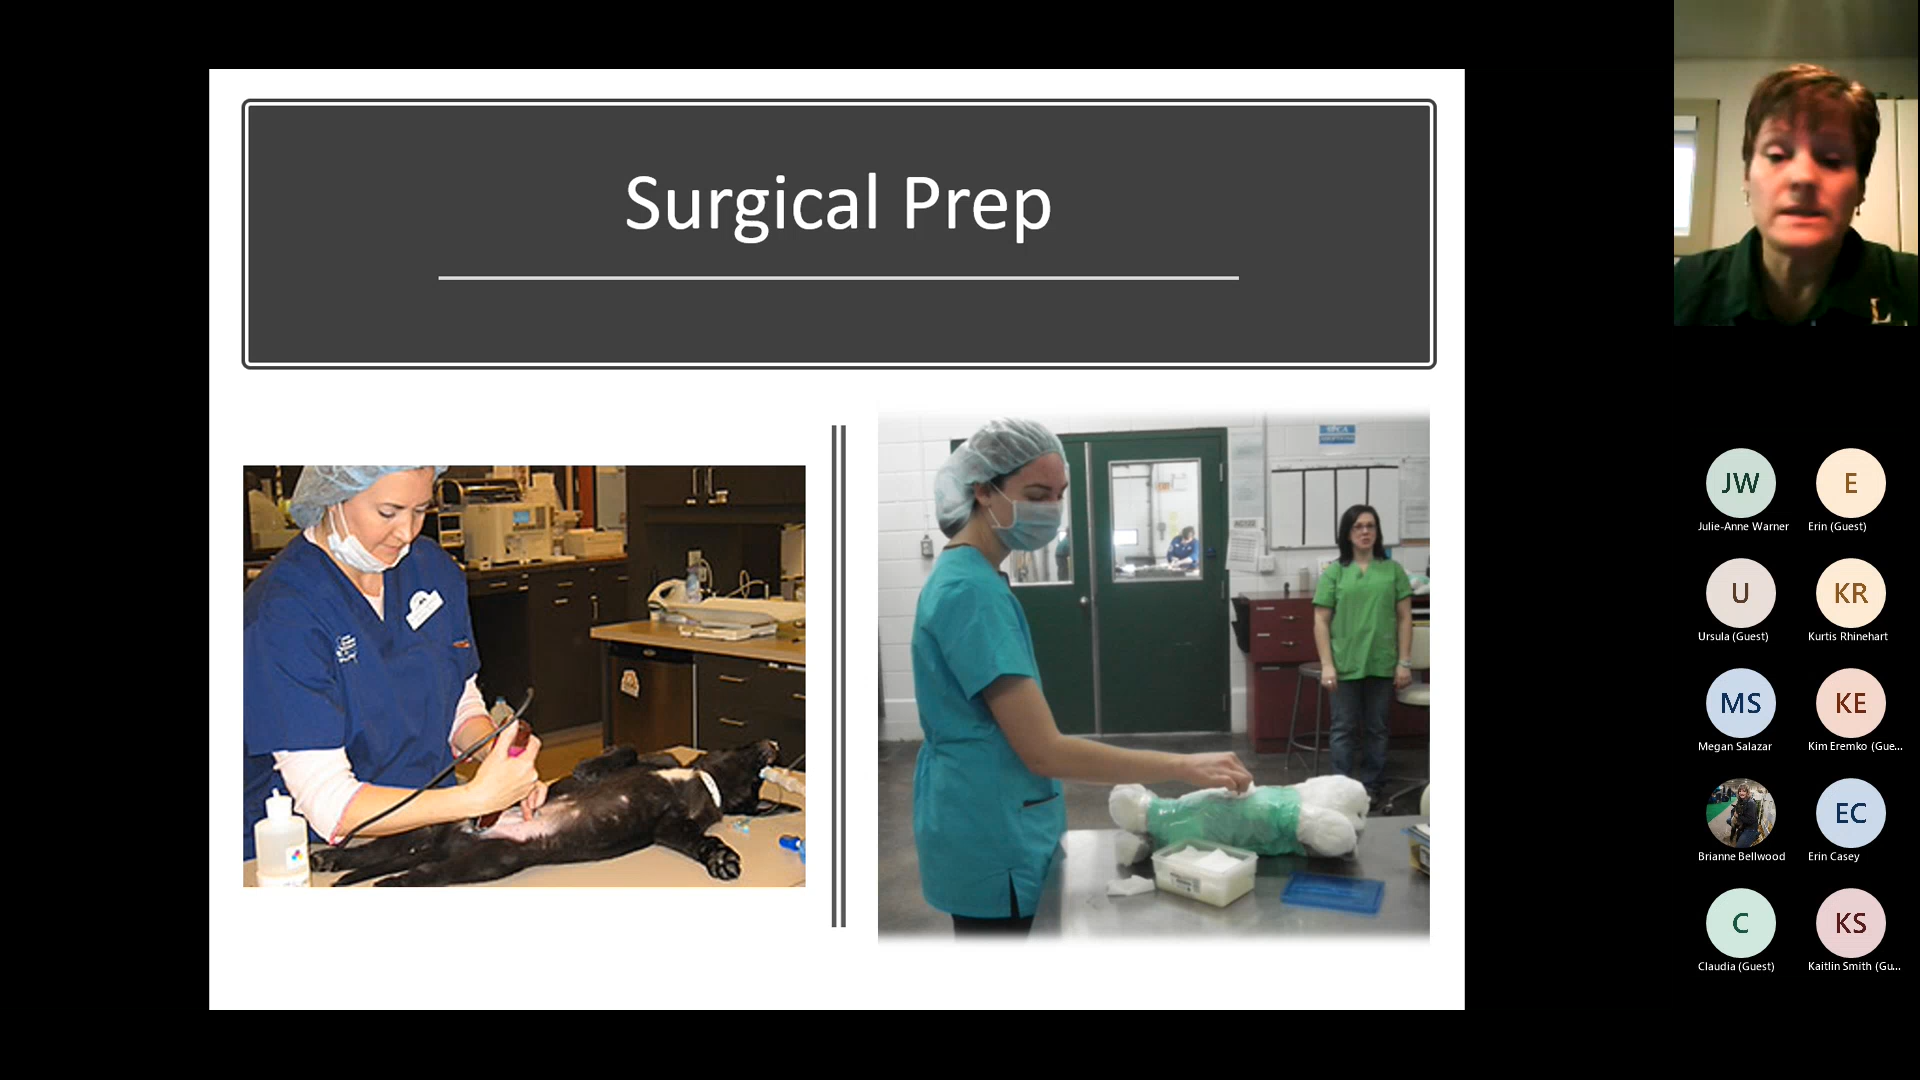 Surgical Prep
SPCA
JW
E
Julie-Anne Warner
Erin (Guest)
U
KR
Ursula (Guest)
Kurtis Rhinehart
MS
KE
Megan Salazar
Kim Eremko (Gue...
EC
Brianne Bellwood
Erin Casey
C
KS
Claudia (Guest)
Kaitlin Smith (Gu...